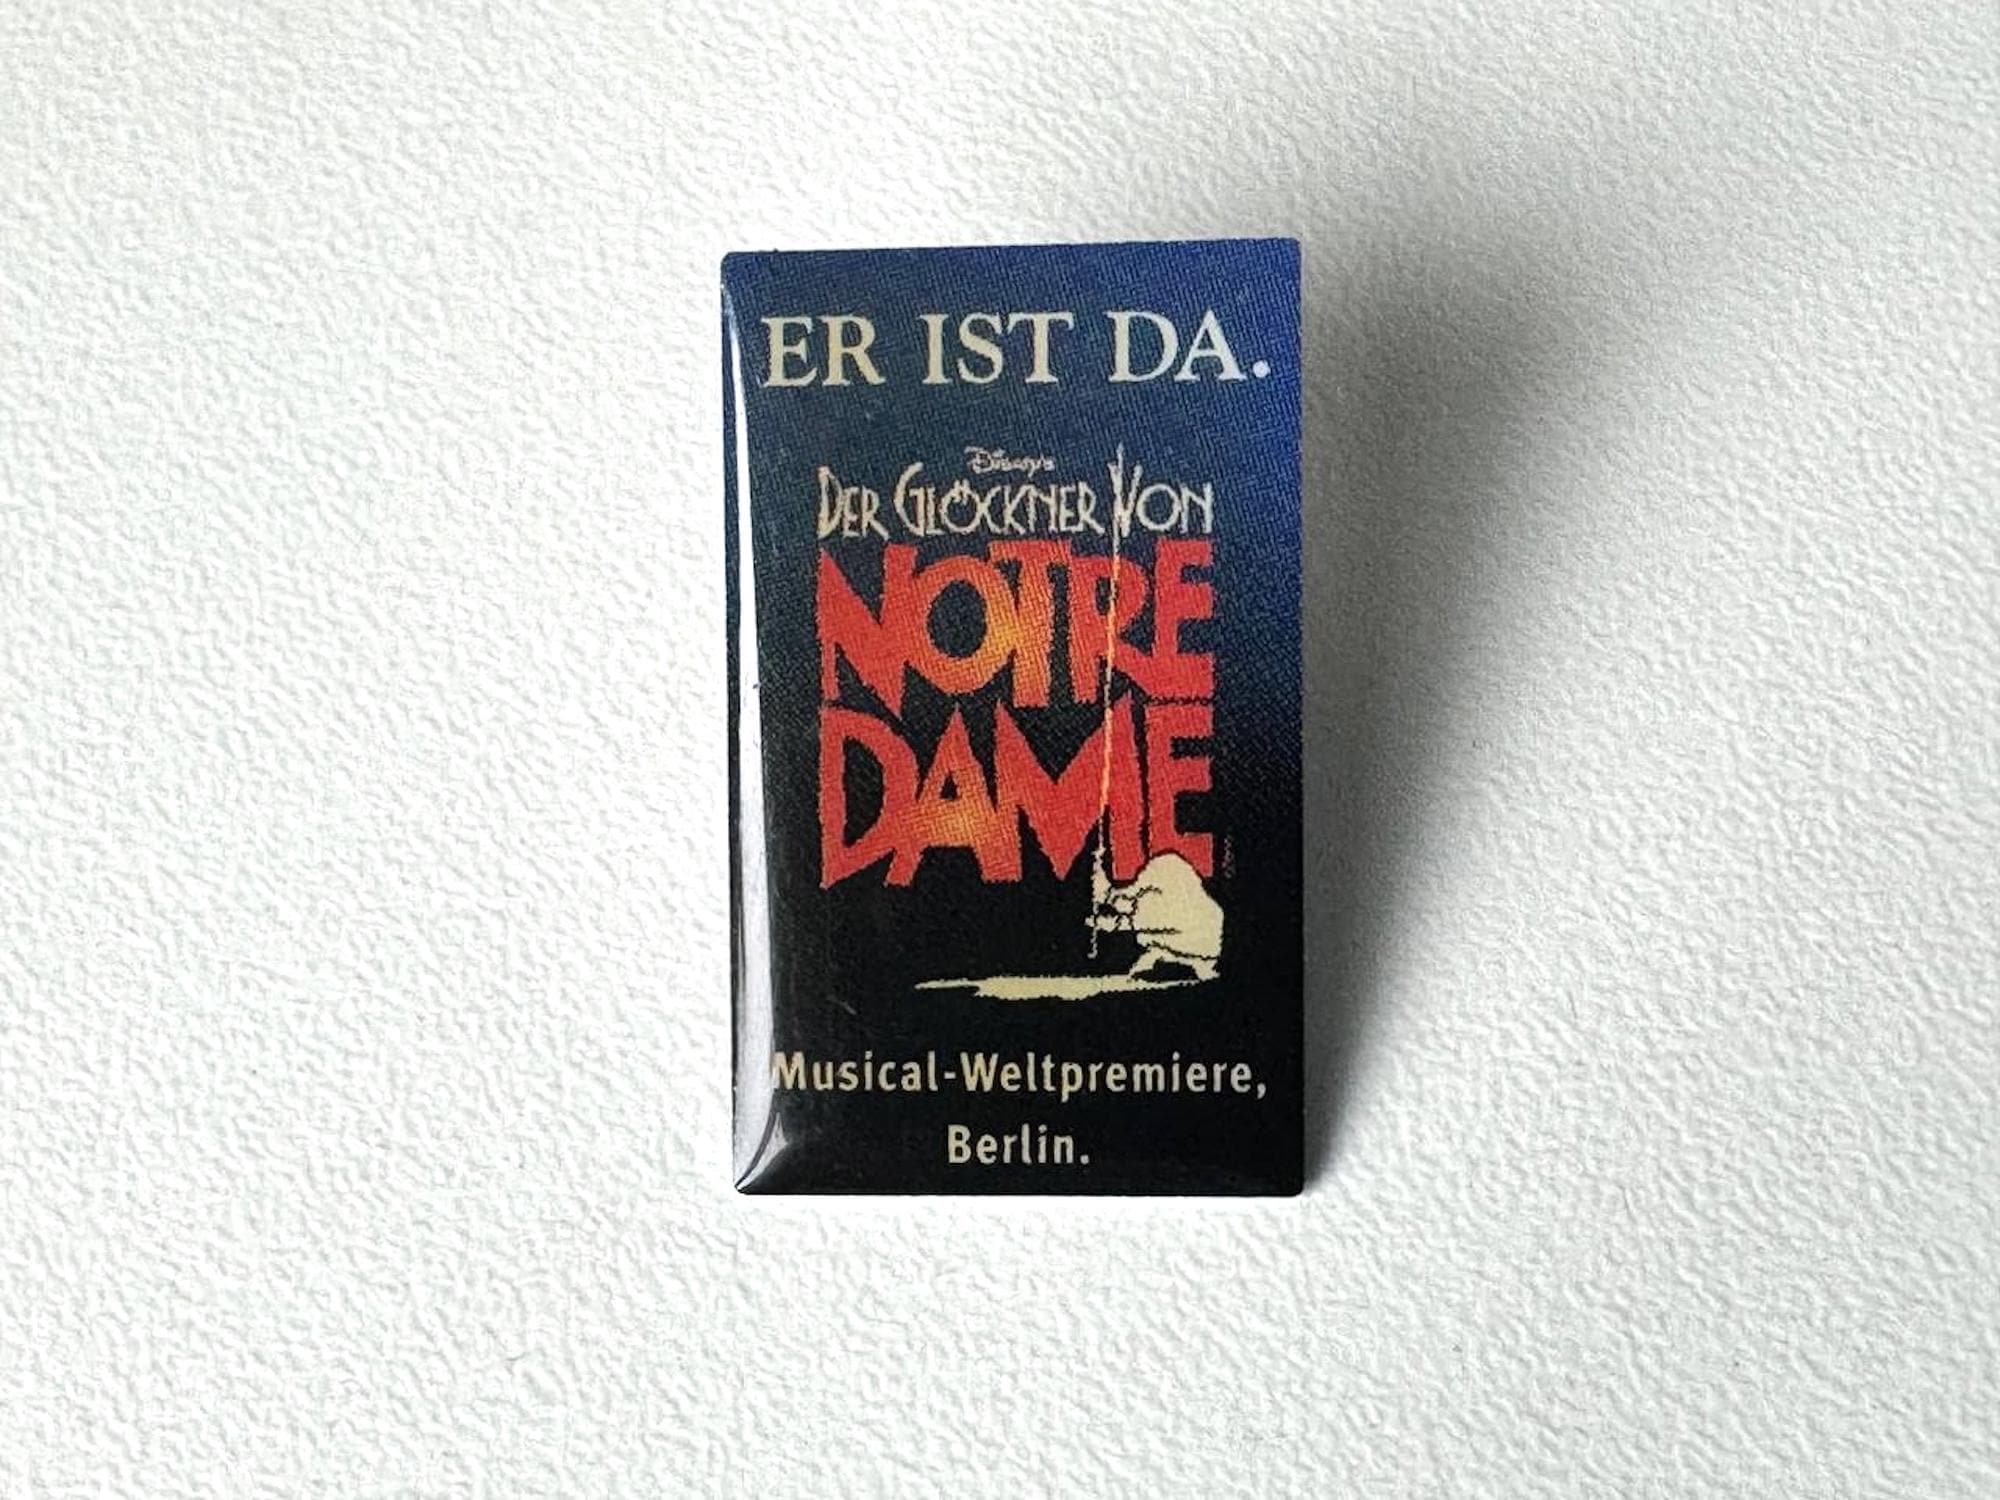 ER IST DA.
Disney's
DER GLÖCKNER VON
NOTRE
DAME
Musical-Weltpremiere,
Berlin.